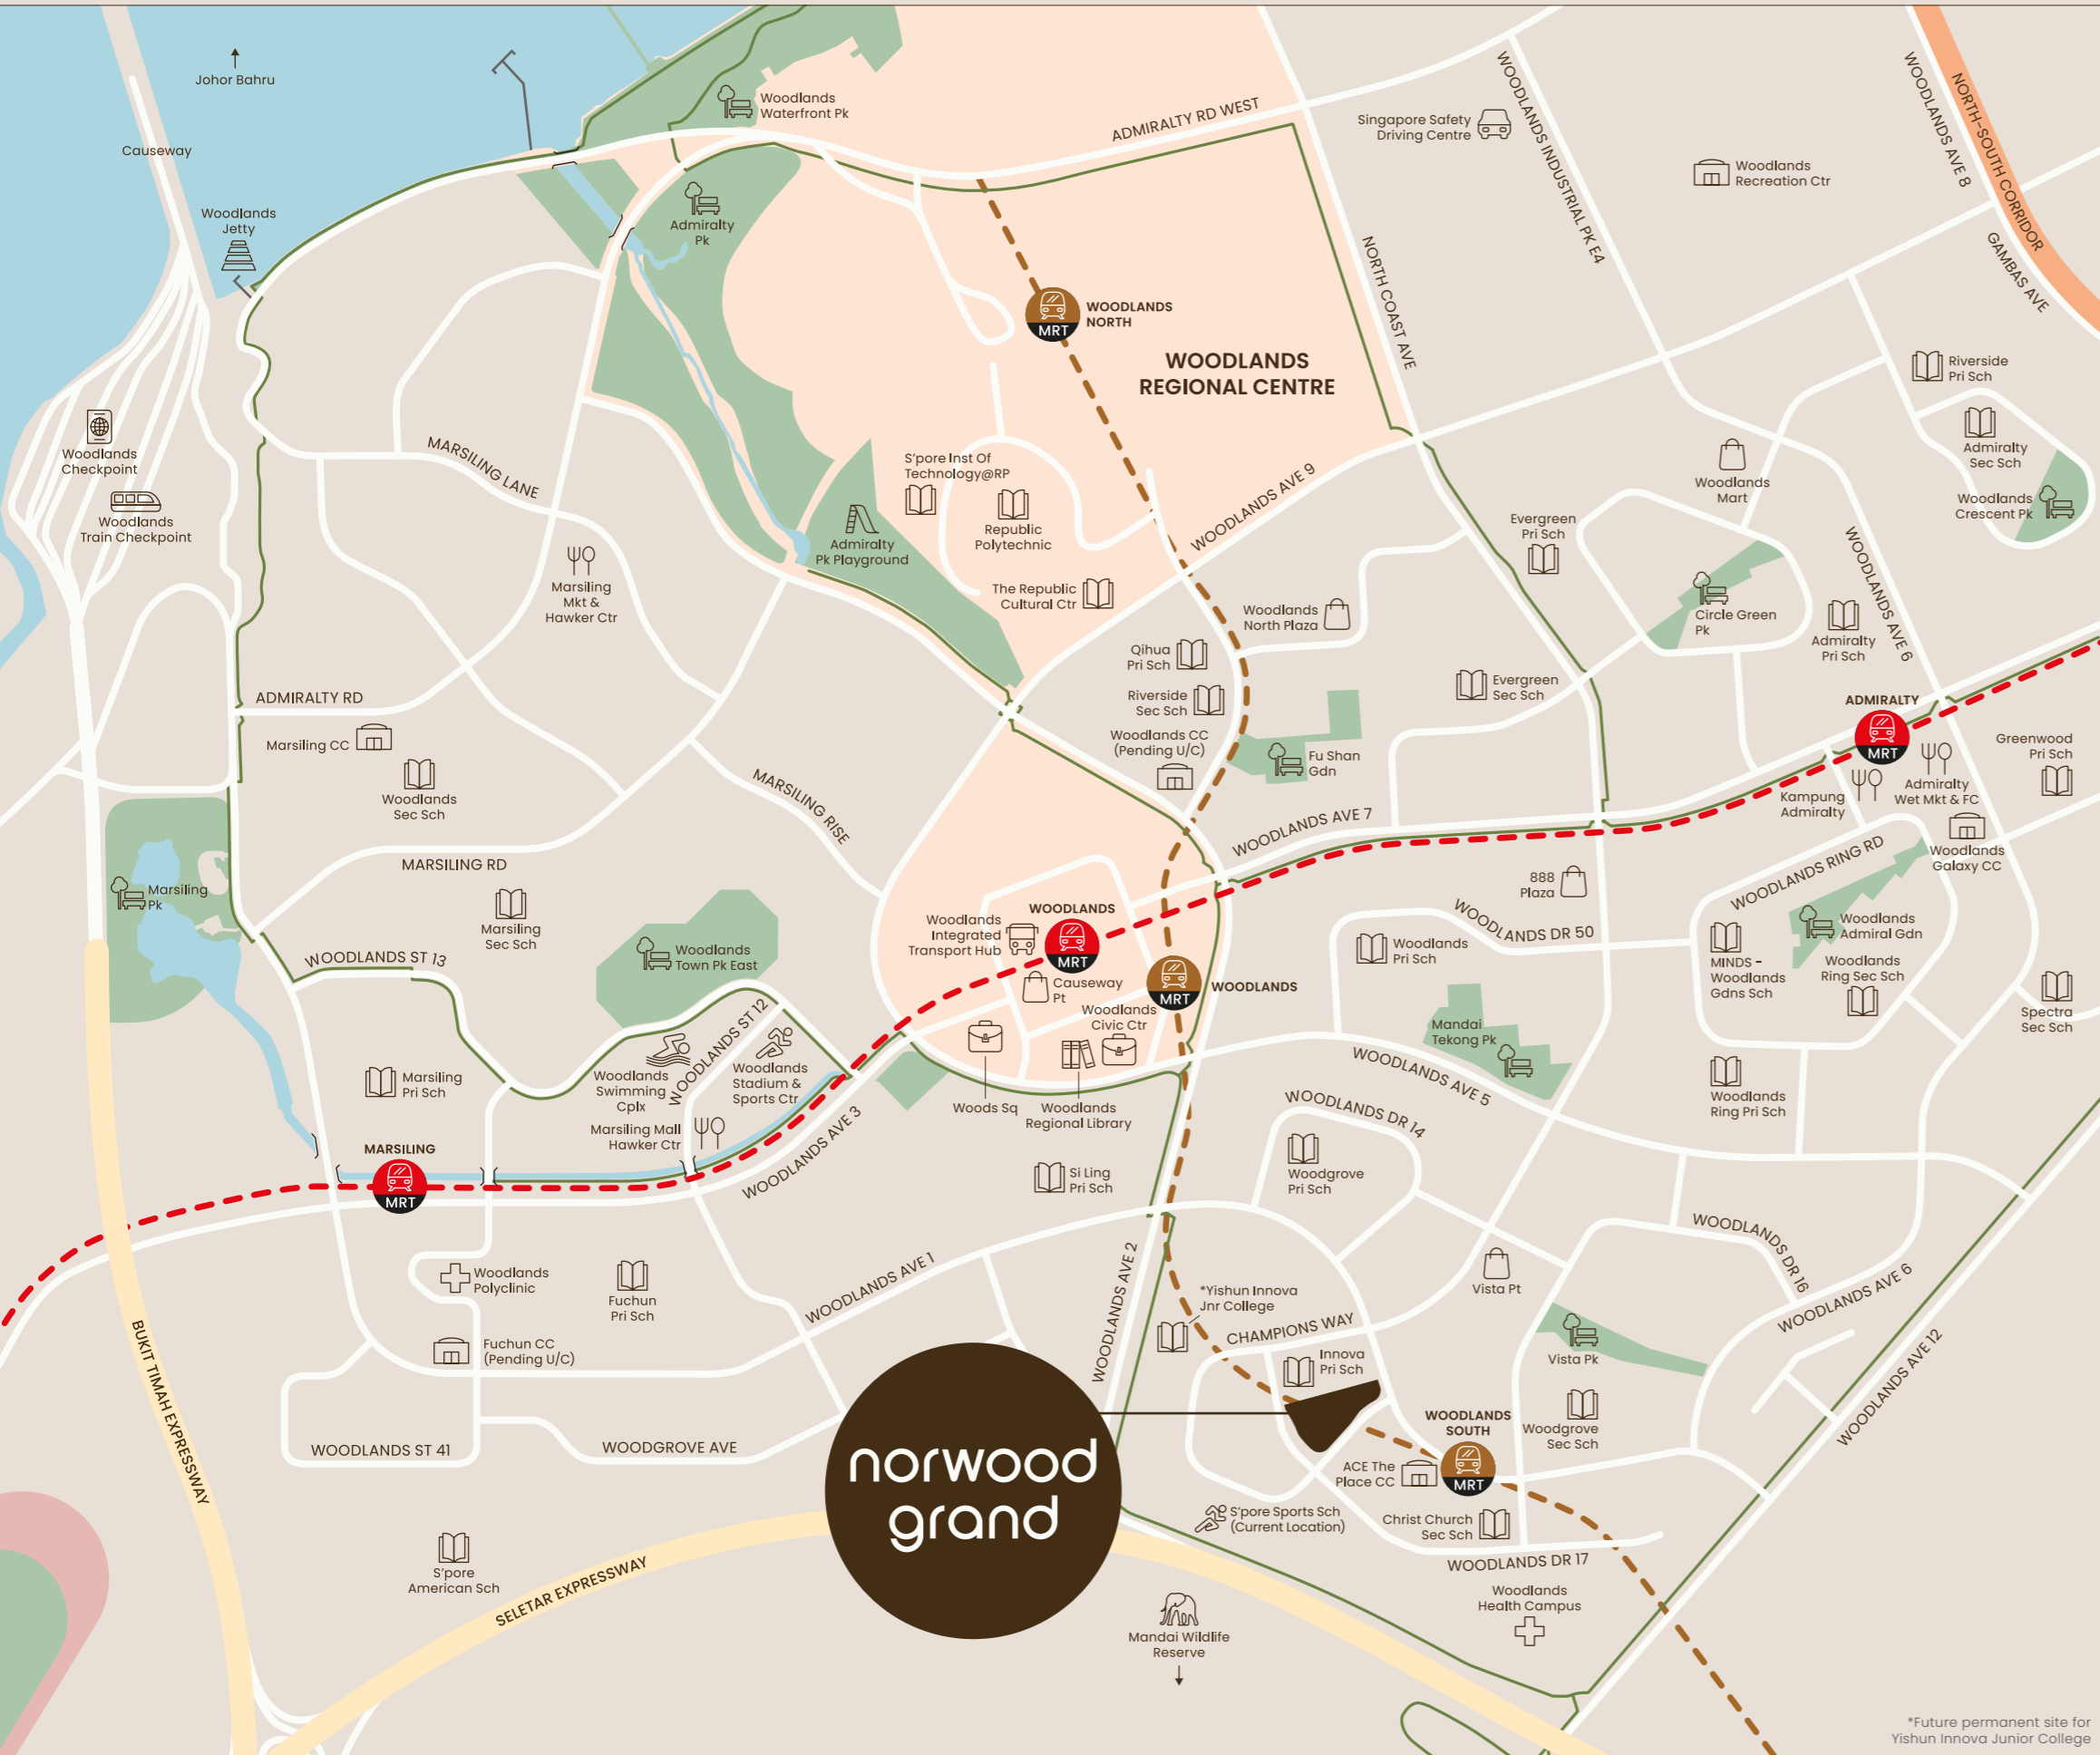 Johor Bahru
Causeway
Woodlands
Jetty
Woodlands
Waterfront Pk
Admiralty
Pk
ADMIRALTY RD WEST
Singapore Safety
Driving Centre
WOODLANDS INDUSTRIAL PK E4
Woodlands
Recreation Ctr
WOODLANDS AVE 8
NORTH-SOUTH CORRIDOR
GAMBAS AVE
NORTH COAST AVE
MRT
WOODLANDS
NORTH
WOODLANDS
REGIONAL CENTRE
Woodlands
Checkpoint
Woodlands
Train Checkpoint
MARSILING LANE
Marsiling
Mkt &
Hawker Ctr
Admiralty
Pk Playground
S'pore Inst Of
Technology@RP
Republic
Polytechnic
The Republic
Cultural Ctr
WOODLANDS AVE 9
Woodlands
North Plaza
Qihua
Pri Sch
Riverside
Sec Sch
Woodlands CC
(Pending U/C)
Fu Shan
Gdn
Evergreen
Pri Sch
Evergreen
Sec Sch
Woodlands
Mart
Riverside
Pri Sch
Admiralty
Sec Sch
Woodlands
Crescent Pk
WOODLANDS AVE 6
Circle Green
Pk
Admiralty
Pri Sch
ADMIRALTY
MRT
Greenwood
Pri Sch
Kampung
Admiralty
Admiralty
Wet Mkt & FC
Woodlands
Galaxy CC
ADMIRALTY RD
Marsiling CC
Woodlands
Sec Sch
MARSILING RISE
MARSILING RD
Marsiling
Pk
Marsiling
Sec Sch
WOODLANDS ST 13
Woodlands
Town Pk East
WOODLANDS AVE 7
WOODLANDS
MRT
Woodlands
Integrated
Transport Hub
Causeway
Pt
MRT
WOODLANDS
Woodlands
Civic Ctr
Woods Sq
Woodlands
Regional Library
888
Plaza
WOODLANDS DR 50
Woodlands
Pri Sch
WOODLANDS RING RD
Woodlands
Admiral Gdn
MINDS -
Woodlands
Gdns Sch
Woodlands
Ring Sec Sch
Spectra
Sec Sch
Mandai
Tekong Pk
Woodlands
Ring Pri Sch
WOODLANDS AVE 5
WOODLANDS ST 12
Woodlands
Swimming
Cplx
Woodlands
Stadium &
Sports Ctr
Marsiling Mall
Hawker Ctr
Marsiling
Pri Sch
MARSILING
MRT
WOODLANDS AVE 3
Si Ling
Pri Sch
WOODLANDS DR 14
Woodgrove
Pri Sch
WOODLANDS DR 16
Vista Pt
WOODLANDS AVE 6
WOODLANDS AVE 12
Woodlands
Polyclinic
Fuchun
Pri Sch
Fuchun CC
(Pending U/C)
WOODLANDS AVE 1
WOODLANDS AVE 2
*Yishun Innova
Jnr College
CHAMPIONS WAY
Innova
Pri Sch
Vista Pk
WOODLANDS
SOUTH
MRT
Woodgrove
Sec Sch
ACE The
Place CC
Christ Church
Sec Sch
S'pore Sports Sch
(Current Location)
WOODLANDS DR 17
Woodlands
Health Campus
BUKIT TIMAH EXPRESSWAY
WOODLANDS ST 41
WOODGROVE AVE
norwood
grand
S'pore
American Sch
SELETAR EXPRESSWAY
Mandai Wildlife
Reserve
*Future permanent site for
Yishun Innova Junior College